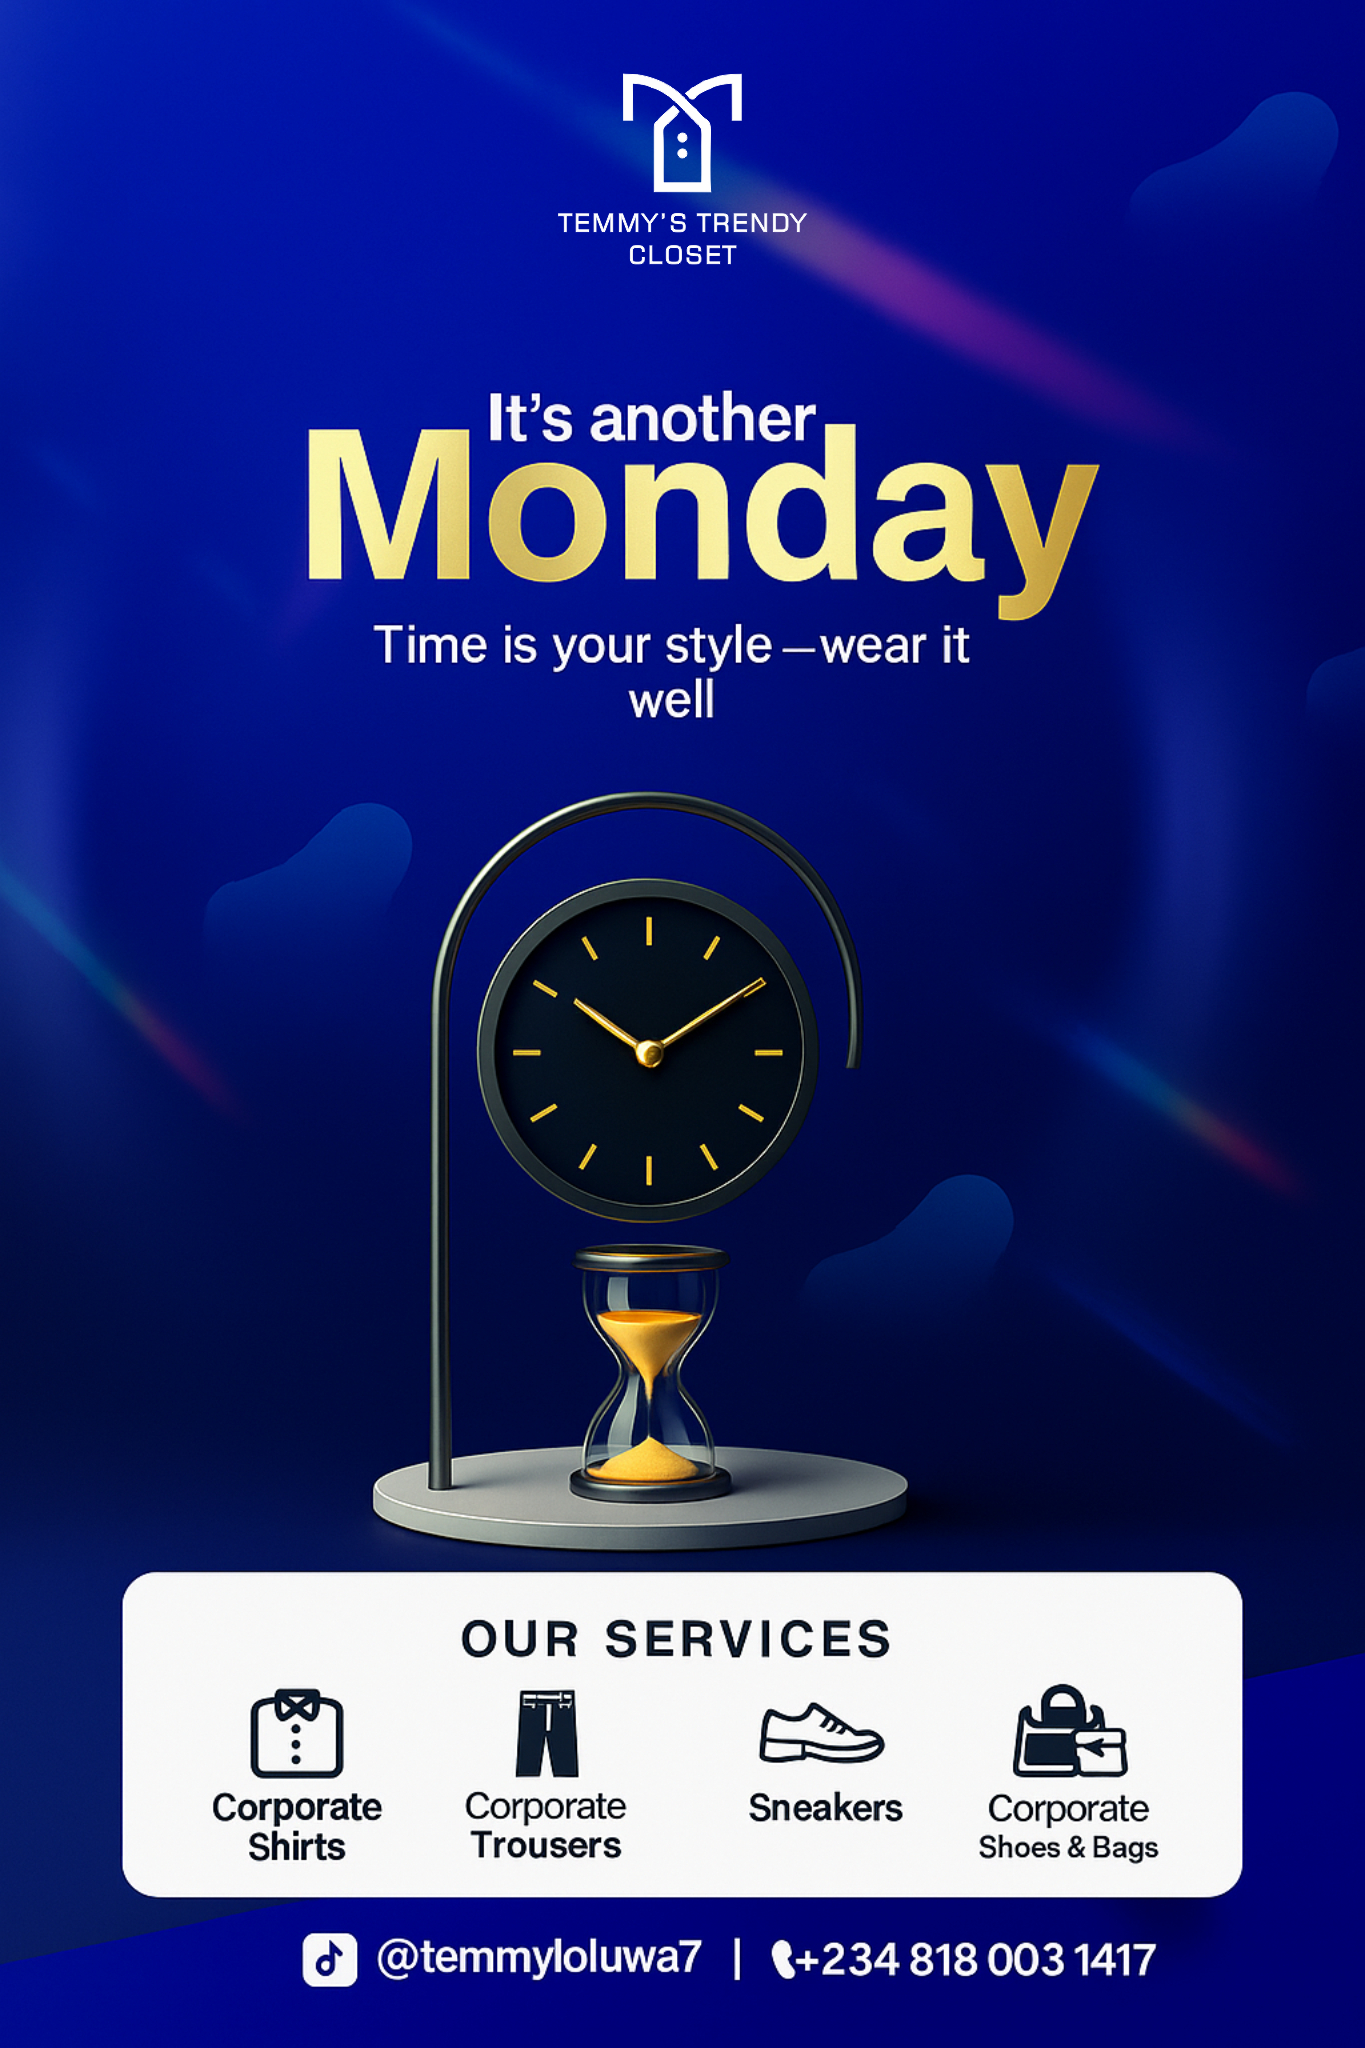 TEMMY'S TRENDY
CLOSET
It's another
Monday
Time is your style—wear it
well
OUR SERVICES
Corporate
Shirts
Corporate
Trousers
Sneakers
Corporate
Shoes & Bags
@temmyloluwa7 | +234 818 003 1417